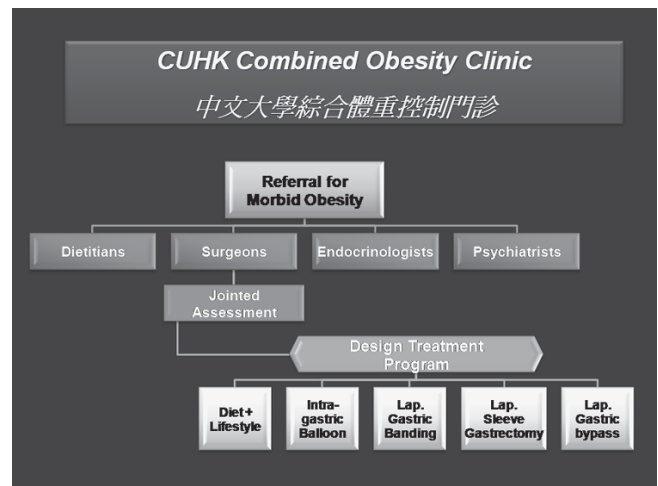 CUHK Combined Obesity Clinic
中文大學綜合體重控制門診
Referral for
Morbid Obesity
Dietitians
Surgeons
Endocrinologists
Psychiatrists
Jointed
Assessment
Design Treatment
Program
Diet +
Lifestyle
Intra-
gastric
Balloon
Lap.
Gastric
Banding
Lap.
Sleeve
Gastrectomy
Lap.
Gastric
bypass